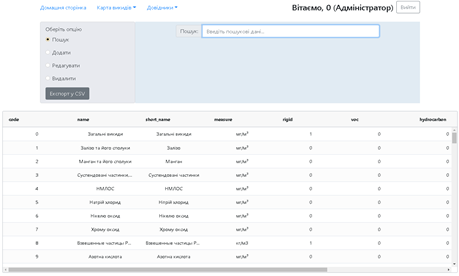 Домашня сторінка Карта викидів Довідники Вітаємо, 0 (Адміністратор) Вийти
Оберіть опцію:
Пошук
Додати
Редагувати
Видалити
Експорт у CSV
Пошук: Введіть пошукові дані...
code name short_name measure rigid voc hydrocarbon
0 Загальні викиди Загальні викиди мг/м³ 1 0 0
1 Залізо та його сполуки Залізо мг/м³ 0 0 0
2 Манган та його сполуки Манган мг/м³ 0 0 0
3 Суспендовані частинки... Суспендовані частинки мг/м³ 0 0 0
4 НМЛОС НМЛОС мг/м³ 0 0 0
5 Натрій хлорид Натрій хлорид мг/м³ 0 0 0
6 Нікелю оксид Нікелю оксид мг/м³ 0 0 0
7 Хрому оксид Хрому оксид мг/м³ 0 0 0
8 Взвешенные частицы P... Взвешенные частицы P... кг/м3 1 0 0
9 Азотна кислота Азотна кислота мг/м³ 0 0 0